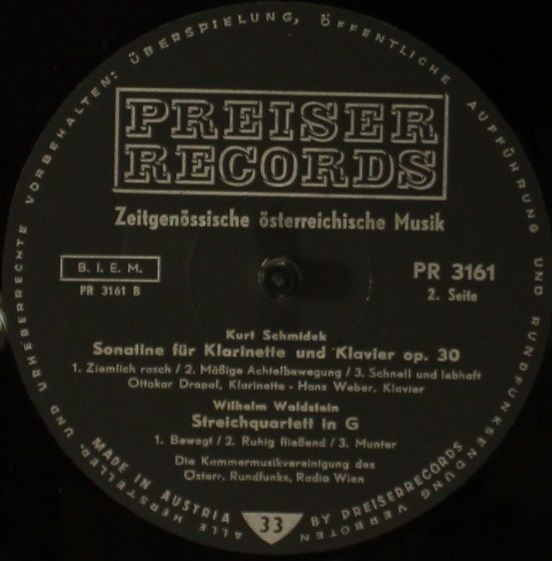 ALLE HERSTELLER- UND URHEBERRECHTE VORBEHALTEN: ÜBERSPIELUNG, ÖFFENTLICHE AUFFÜHRUNG UND RUNDFUNKSENDUNG VERBOTEN
PREISER
RECORDS
Zeitgenössische österreichische Musik
B. I. E. M.
PR 3161 B
PR 3161
2. Seite
Kurt Schmidek
Sonatine für Klarinette und Klavier op. 30
1. Ziemlich rasch / 2. Mäßige Achtelbewegung / 3. Schnell und lebhaft
Ottokar Drapal, Klarinette - Hans Weber, Klavier
Wilhelm Waldstein
Streichquartett in G
1. Bewegt / 2. Ruhig fließend / 3. Munter
Die Kammermusikvereinigung des
Österr. Rundfunks, Radio Wien
MADE IN AUSTRIA
33
BY PREISERRECORDS